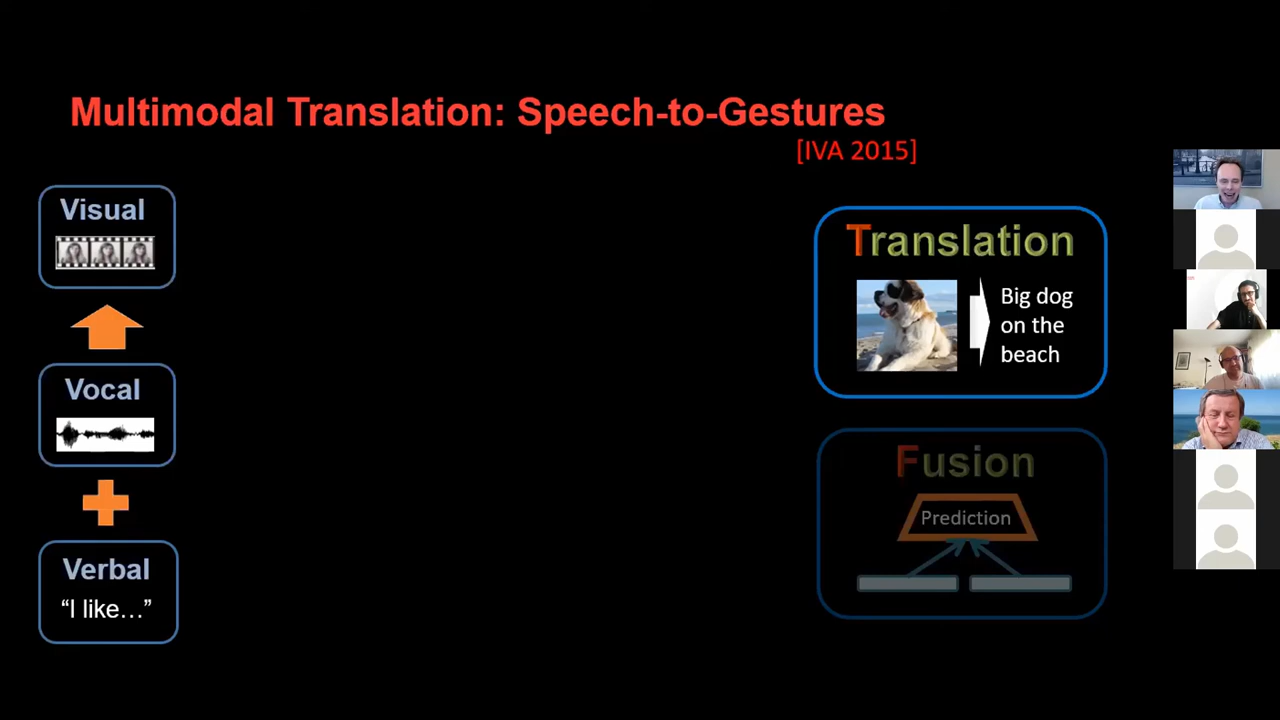 Multimodal Translation: Speech-to-Gestures
[IVA 2015]
Visual
Vocal
Verbal
“I like…”
Translation
Big dog
on the
beach
Fusion
Prediction